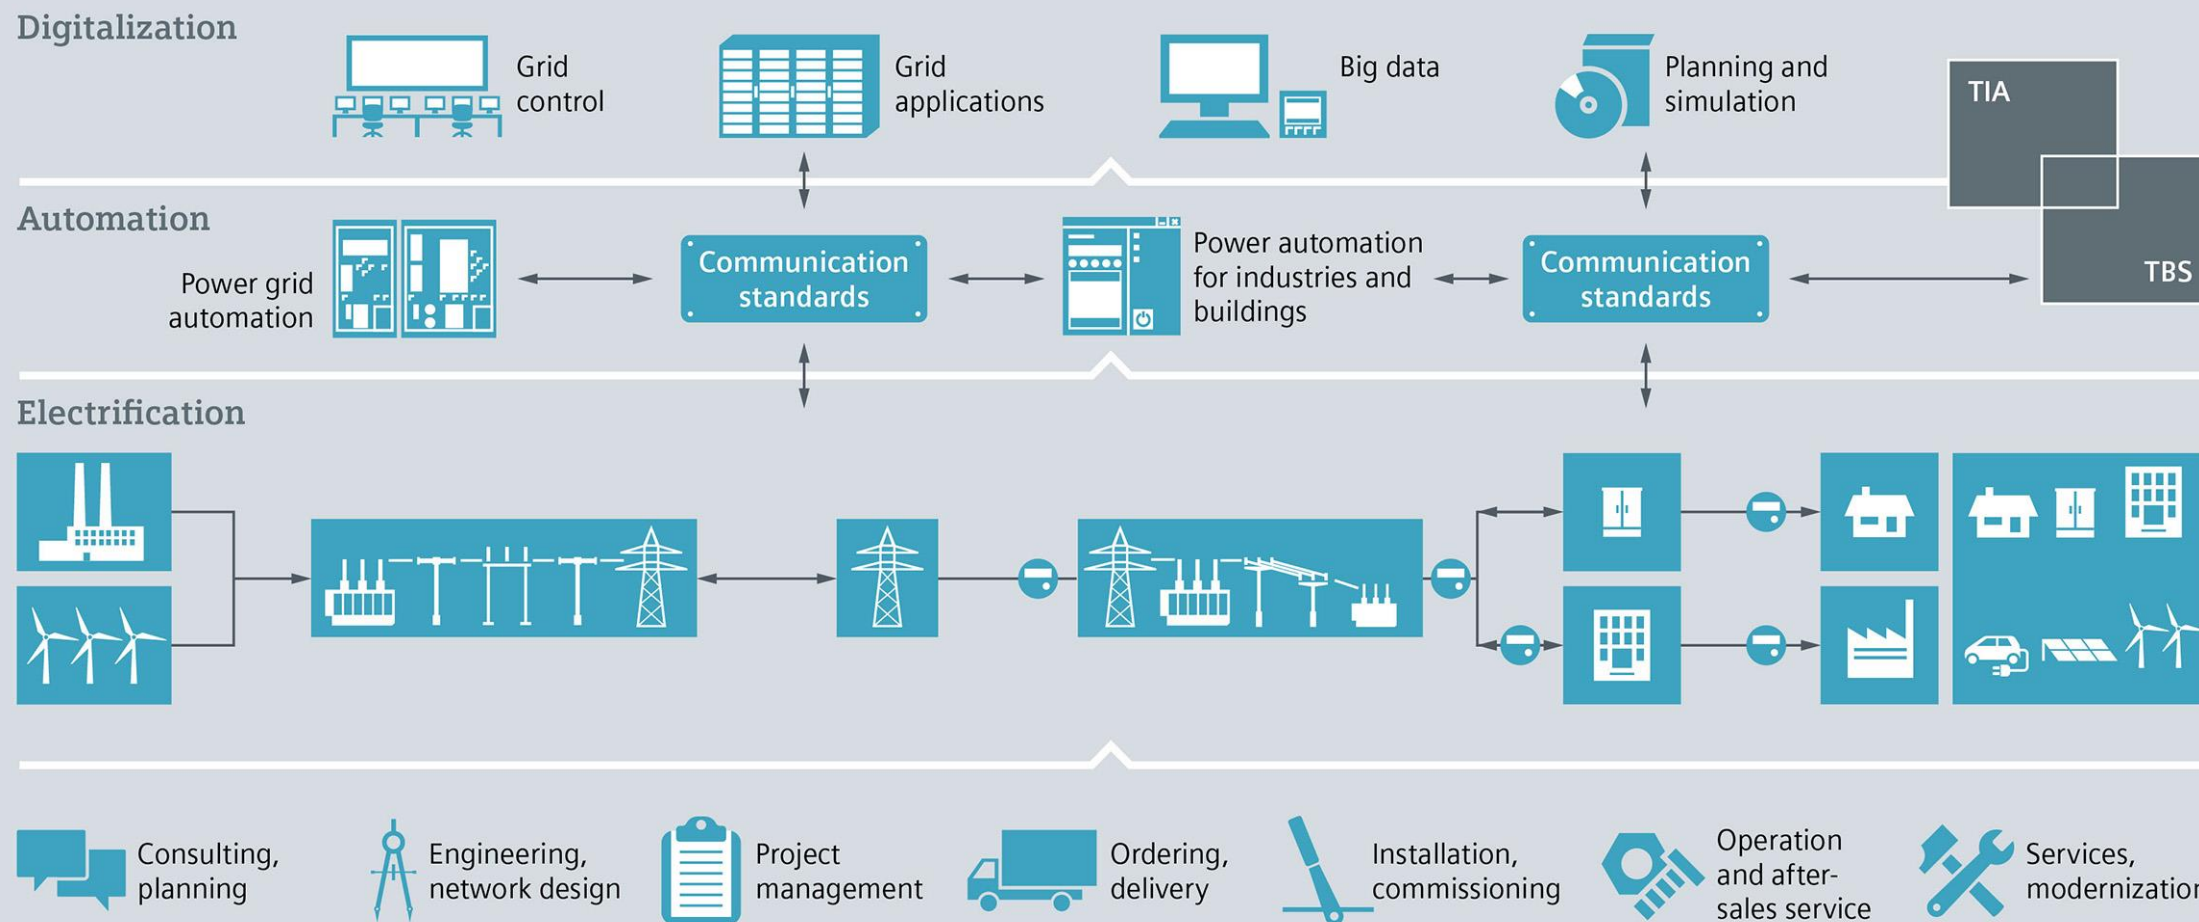 Digitalization
Grid
control
Grid
applications
Big data
Planning and
simulation
TIA
TBS
Automation
Power grid
automation
Communication
standards
Power automation
for industries and
buildings
Communication
standards
Electrification
Consulting,
planning
Engineering,
network design
Project
management
Ordering,
delivery
Installation,
commissioning
Operation
and after-
sales service
Services,
modernization